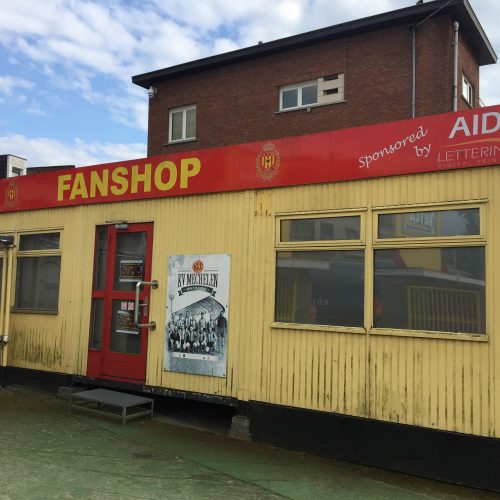 FANSHOP
Sponsored
by
AID
LETTERIN
KV MECHELEN